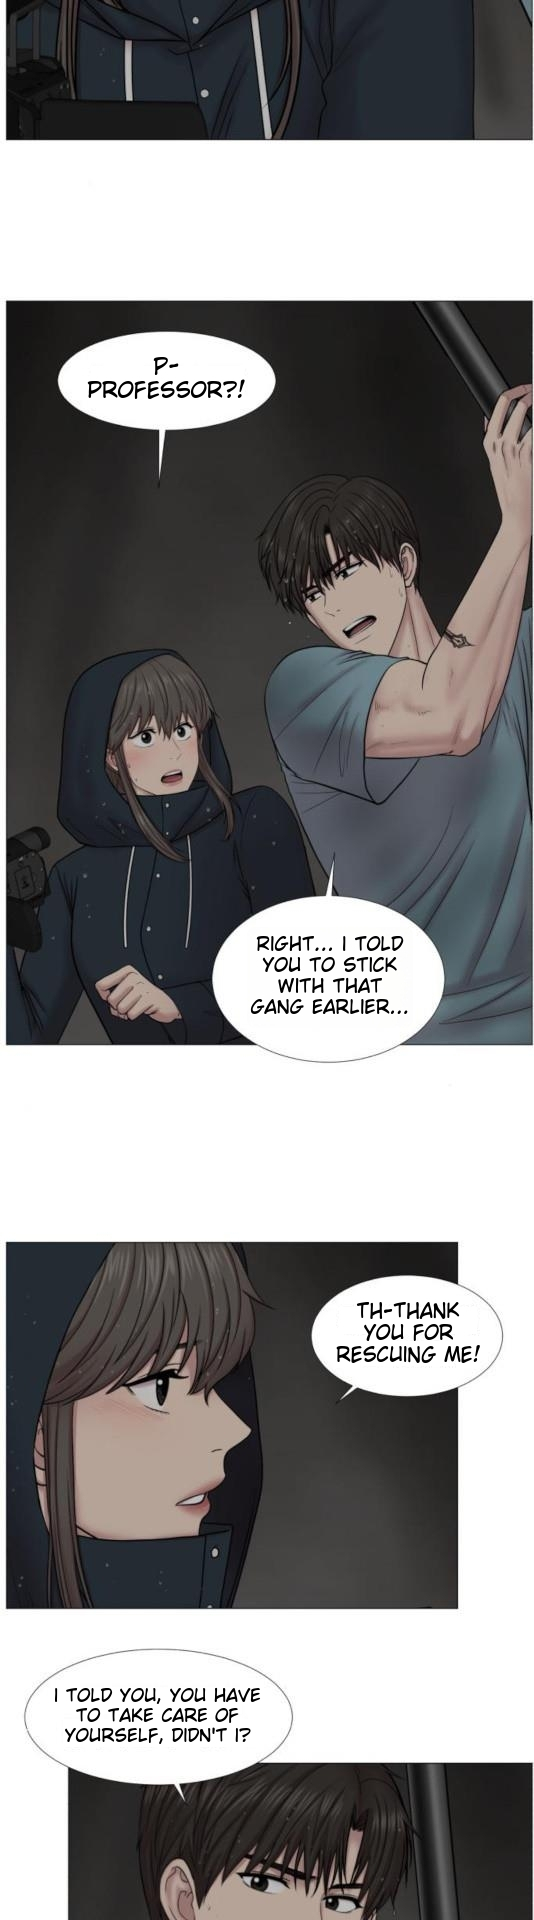 P-
PROFESSOR?!
RIGHT... I TOLD
YOU TO STICK
WITH THAT
GANG EARLIER...
TH-THANK
YOU FOR
RESCUING ME!
I TOLD YOU, YOU HAVE
TO TAKE CARE OF
YOURSELF, DIDN'T I?